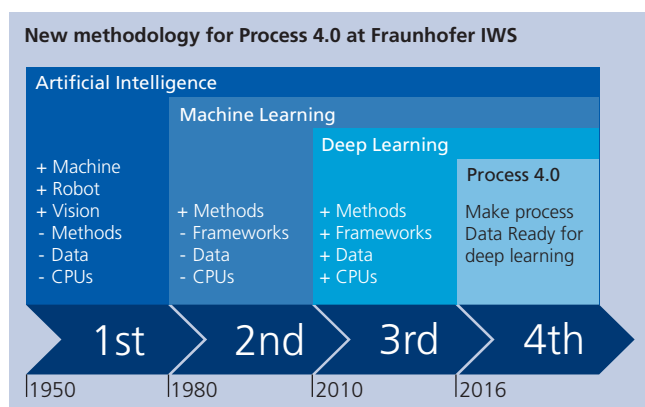 New methodology for Process 4.0 at Fraunhofer IWS
Artificial Intelligence
+ Machine
+ Robot
+ Vision
- Methods
- Data
- CPUs
Machine Learning
+ Methods
- Frameworks
- Data
- CPUs
Deep Learning
+ Methods
+ Frameworks
+ Data
+ CPUs
Process 4.0
Make process
Data Ready for
deep learning
1st
2nd
3rd
4th
1950
1980
2010
2016